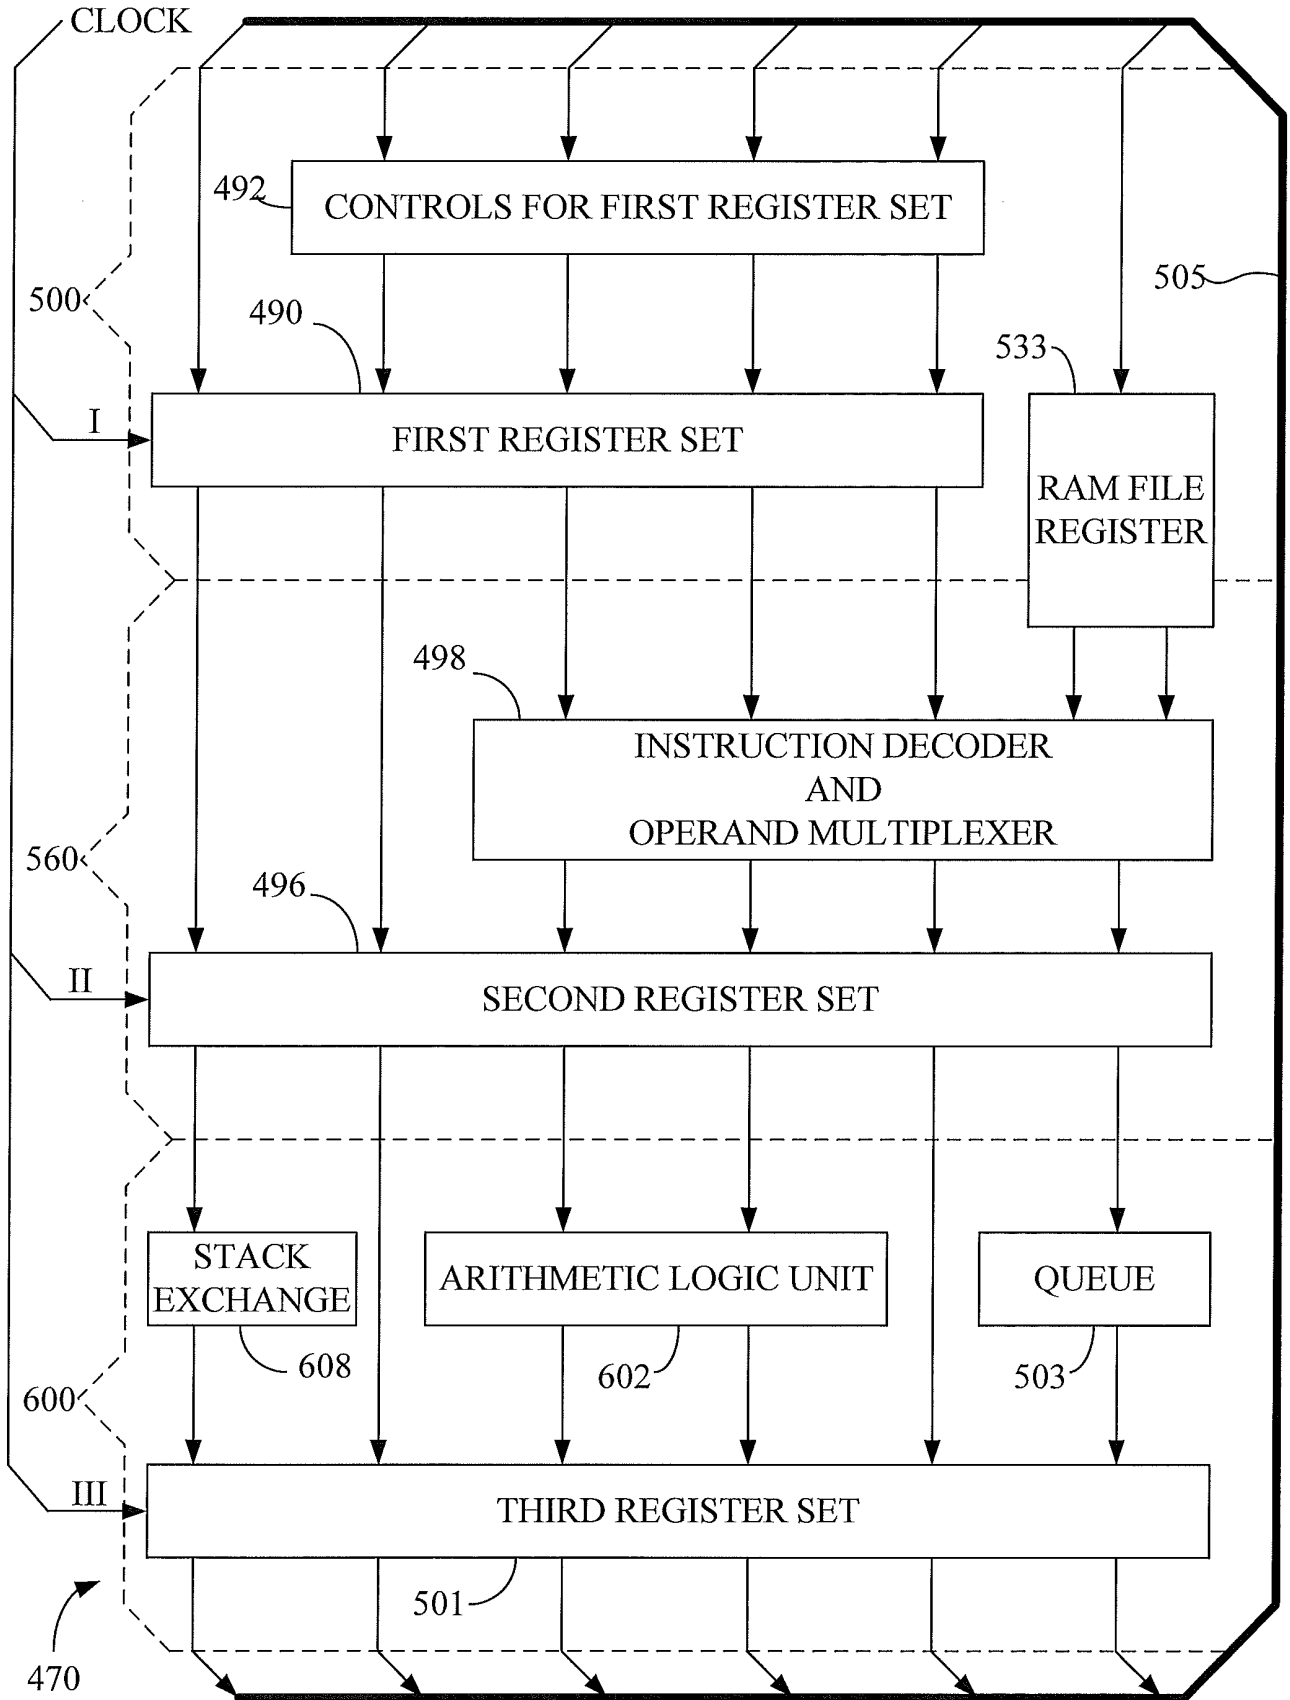 CLOCK
492
CONTROLS FOR FIRST REGISTER SET
505
500
490
533
I
FIRST REGISTER SET
RAM FILE
REGISTER
498
INSTRUCTION DECODER
AND
OPERAND MULTIPLEXER
560
496
II
SECOND REGISTER SET
STACK
EXCHANGE
ARITHMETIC LOGIC UNIT
QUEUE
608
602
503
600
III
THIRD REGISTER SET
501
470